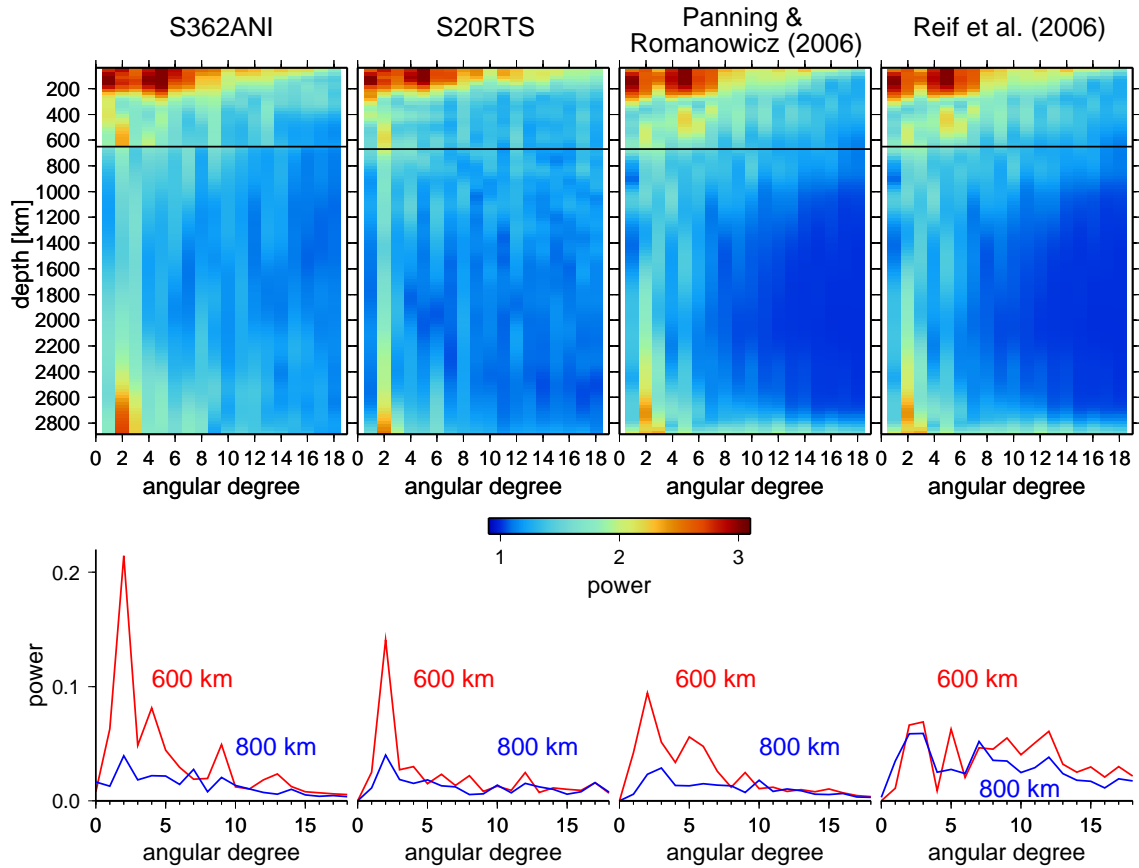 S362ANI
S20RTS
Panning &
Romanowicz (2006)
Reif et al. (2006)
depth [km]
200
400
600
800
1000
1200
1400
1600
1800
2000
2200
2400
2600
2800
0 2 4 6 8 10 12 14 16 18
0 2 4 6 8 10 12 14 16 18
0 2 4 6 8 10 12 14 16 18
0 2 4 6 8 10 12 14 16 18
angular degree
angular degree
angular degree
angular degree
1 2 3
power
power
0.2
0.1
0.0
600 km
800 km
600 km
800 km
600 km
800 km
600 km
800 km
0 5 10 15
0 5 10 15
0 5 10 15
0 5 10 15
angular degree
angular degree
angular degree
angular degree